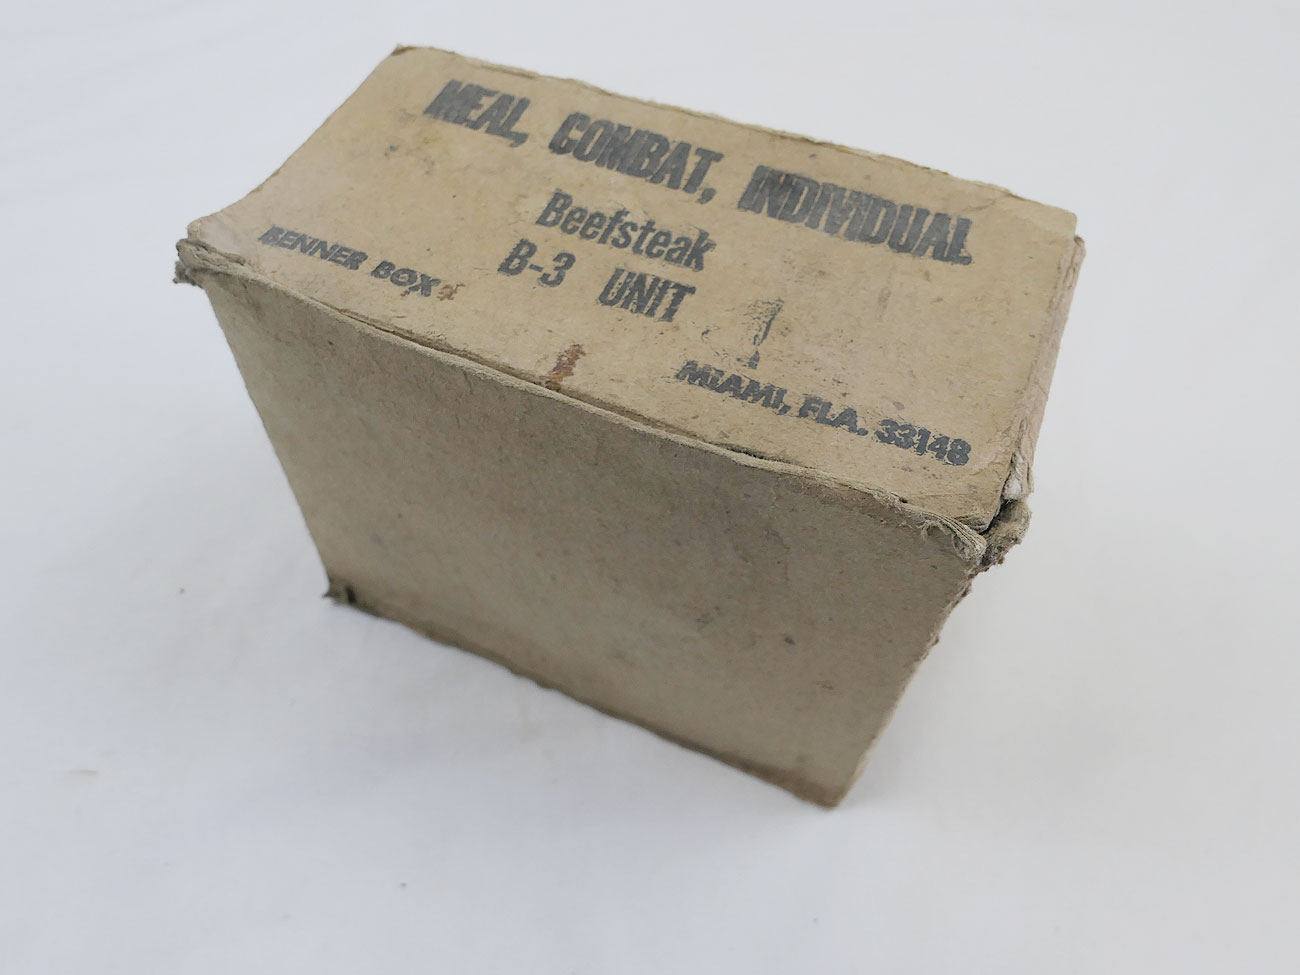 MEAL, COMBAT, INDIVIDUAL
Beefsteak
B-3 UNIT
BENNER BOX
MIAMI, FLA. 33148